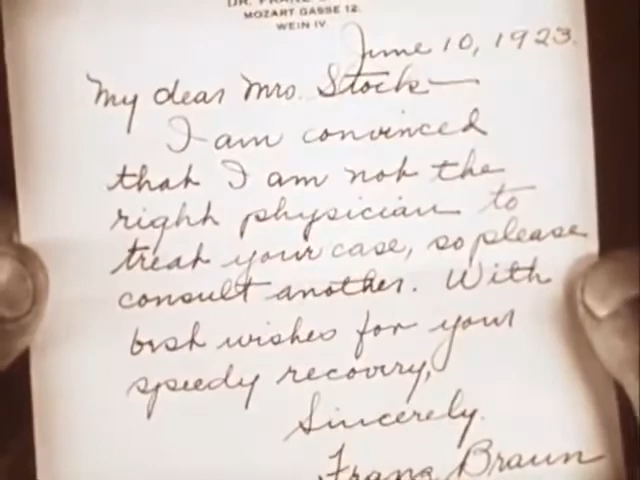 DR. FRANZ
MOZART GASSE 12.
WEIN IV
June 10, 1923.
My dear Mrs. Stock—
I am convinced
that I am not the
right physician to
treat your case, so please
consult another. With
best wishes for your
speedy recovery,
Sincerely.
Franz Braun